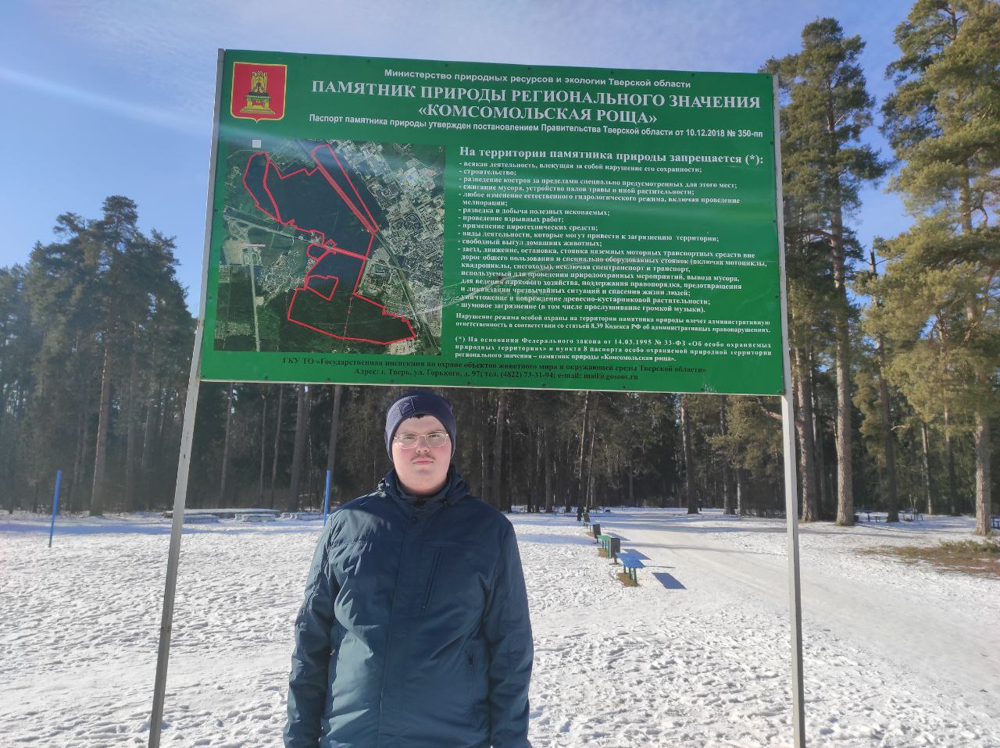 Министерство природных ресурсов и экологии Тверской области
ПАМЯТНИК ПРИРОДЫ РЕГИОНАЛЬНОГО ЗНАЧЕНИЯ
«КОМСОМОЛЬСКАЯ РОЩА»
Паспорт памятника природы утвержден постановлением Правительства Тверской области от 10.12.2018 № 350-пп
На территории памятника природы запрещается (*):
- всякая деятельность, влекущая за собой нарушение его сохранности;
- строительство;
- разведение костров за пределами специально предусмотренных для этого мест;
- сжигание мусора, устройство палов травы и иной растительности;
- любое изменение естественного гидрологического режима, включая проведение
мелиорации;
- разведка и добыча полезных ископаемых;
- проведение взрывных работ;
- применение пиротехнических средств;
- виды деятельности, которые могут привести к загрязнению территории;
- свободный выгул домашних животных;
- заезд, движение, остановка, стоянка наземных моторных транспортных средств вне
дорог общего пользования и специально оборудованных стоянок (включая мотоциклы,
квадроциклы, снегоходы), исключая спецтранспорт и транспорт,
используемый для проведения природоохранных мероприятий, вывоза мусора,
для ведения паркового хозяйства, поддержания правопорядка, предотвращения
и ликвидации чрезвычайных ситуаций и спасения жизни людей;
- уничтожение и повреждение древесно-кустарниковой растительности;
- шумовое загрязнение (в том числе прослушивание громкой музыки).
Нарушение режима особой охраны на территории памятника природы влечет административную
ответственность в соответствии со статьей 8.39 Кодекса РФ об административных правонарушениях.
(*) На основании Федерального закона от 14.03.1995 № 33-ФЗ «Об особо охраняемых
природных территориях» и пункта 8 паспорта особо охраняемой природной территории
регионального значения – памятник природы «Комсомольская роща».
ГКУ ТО «Государственная инспекция по охране объектов животного мира и окружающей среды Тверской области»
Адрес: г. Тверь, ул. Горького, д. 97; тел. (4822) 73-31-94; e-mail: mail@gosoos.ru